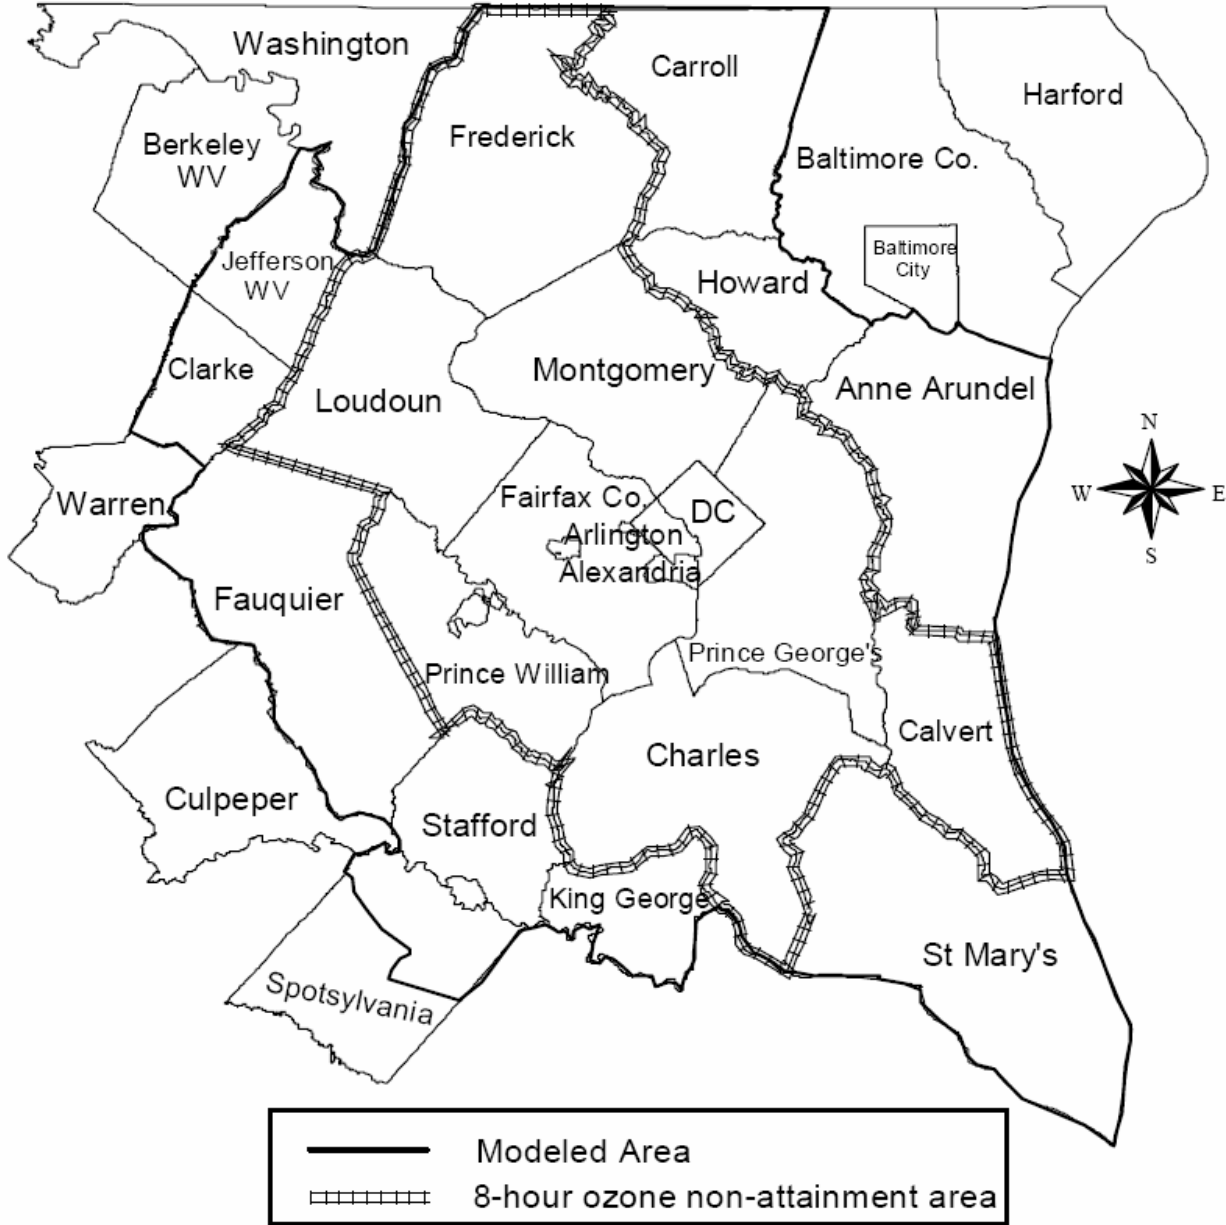 Washington
Carroll
Harford
Frederick
Berkeley
WV
Baltimore Co.
Baltimore
City
Jefferson
WV
Howard
Clarke
Montgomery
Anne Arundel
Loudoun
N
W
E
S
Warren
Fairfax Co.
DC
Arlington
Alexandria
Fauquier
Prince George's
Prince William
Calvert
Charles
Culpeper
Stafford
King George
St Mary's
Spotsylvania
Modeled Area
8-hour ozone non-attainment area